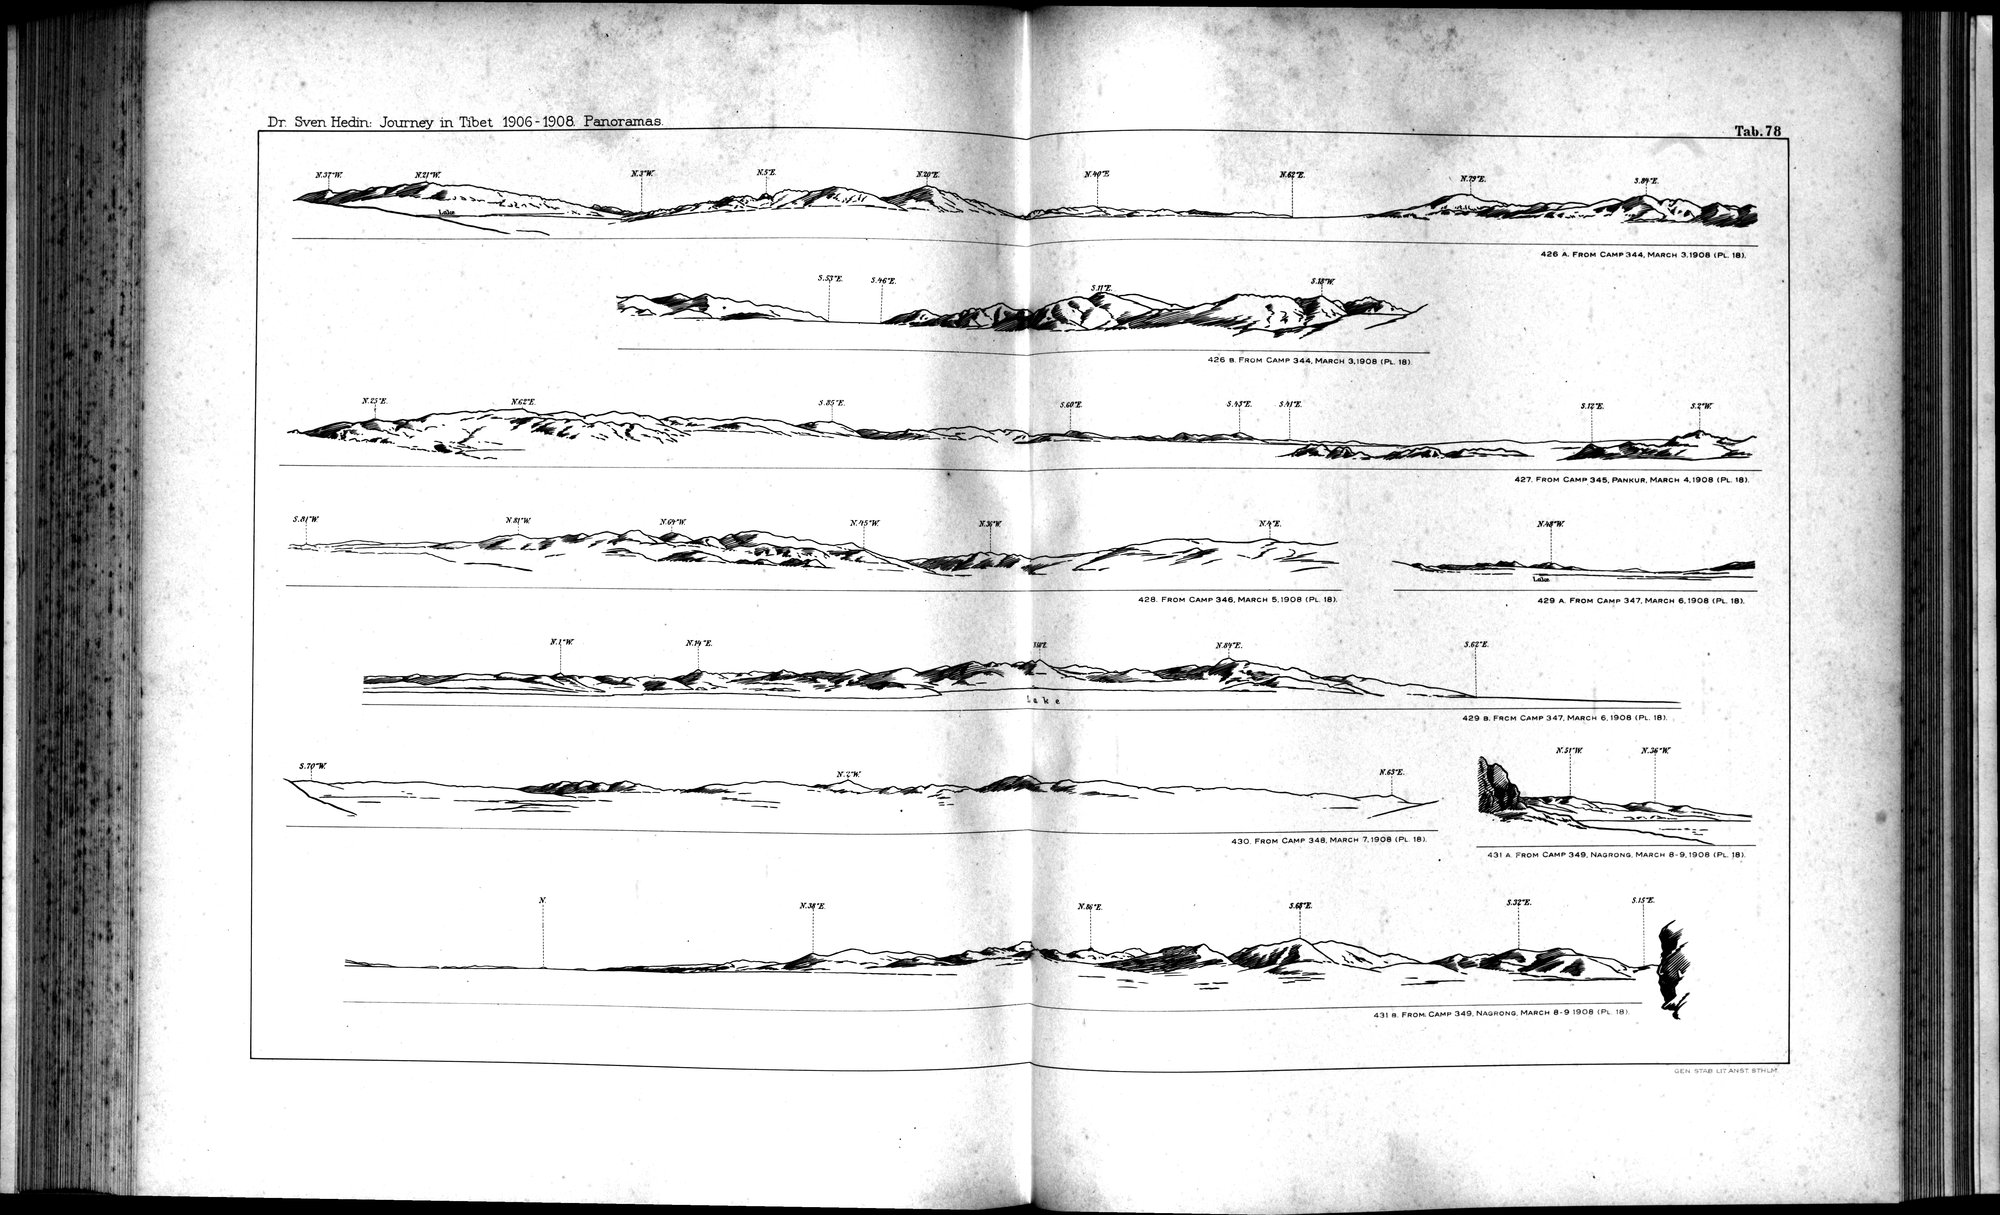 Dr. Sven Hedin: Journey in Tibet 1906-1908. Panoramas.
Tab. 78
N.37°W. N.21°W. N.3°W. N.5°E. N.20°E. N.40°E. N.62°E. N.79°E. S.84°E.
Lake
426 A. FROM CAMP 344, MARCH 3, 1908 (PL. 18).
S.53°E. S.46°E. S.11°E. S.18°W.
426 B. FROM CAMP 344, MARCH 3, 1908 (PL. 18).
N.25°E. N.62°E. S.85°E. S.60°E. S.43°E. S.41°E. S.12°E. S.2°W.
427. FROM CAMP 345, PANKUR, MARCH 4, 1908 (PL. 18).
S.81°W. N.81°W. N.64°W. N.45°W. N.4°E. N.48°W.
Lake
428. FROM CAMP 346, MARCH 5, 1908 (PL. 18).
429 A. FROM CAMP 347, MARCH 6, 1908 (PL. 18).
N.1°W. N.14°E. N.84°E. S.62°E.
Lake
429 B. FROM CAMP 347, MARCH 6, 1908 (PL. 18).
S.70°W. N.2°W. N.63°E. N.51°W. N.36°W.
430. FROM CAMP 348, MARCH 7, 1908 (PL. 18).
431 A. FROM CAMP 349, NAGRONG, MARCH 8-9, 1908 (PL. 18).
N. N.38°E. N.86°E. S.68°E. S.32°E. S.15°E.
431 B. FROM CAMP 349, NAGRONG, MARCH 8-9 1908 (PL. 18).
GEN. STAB. LIT. ANST. STHLM.